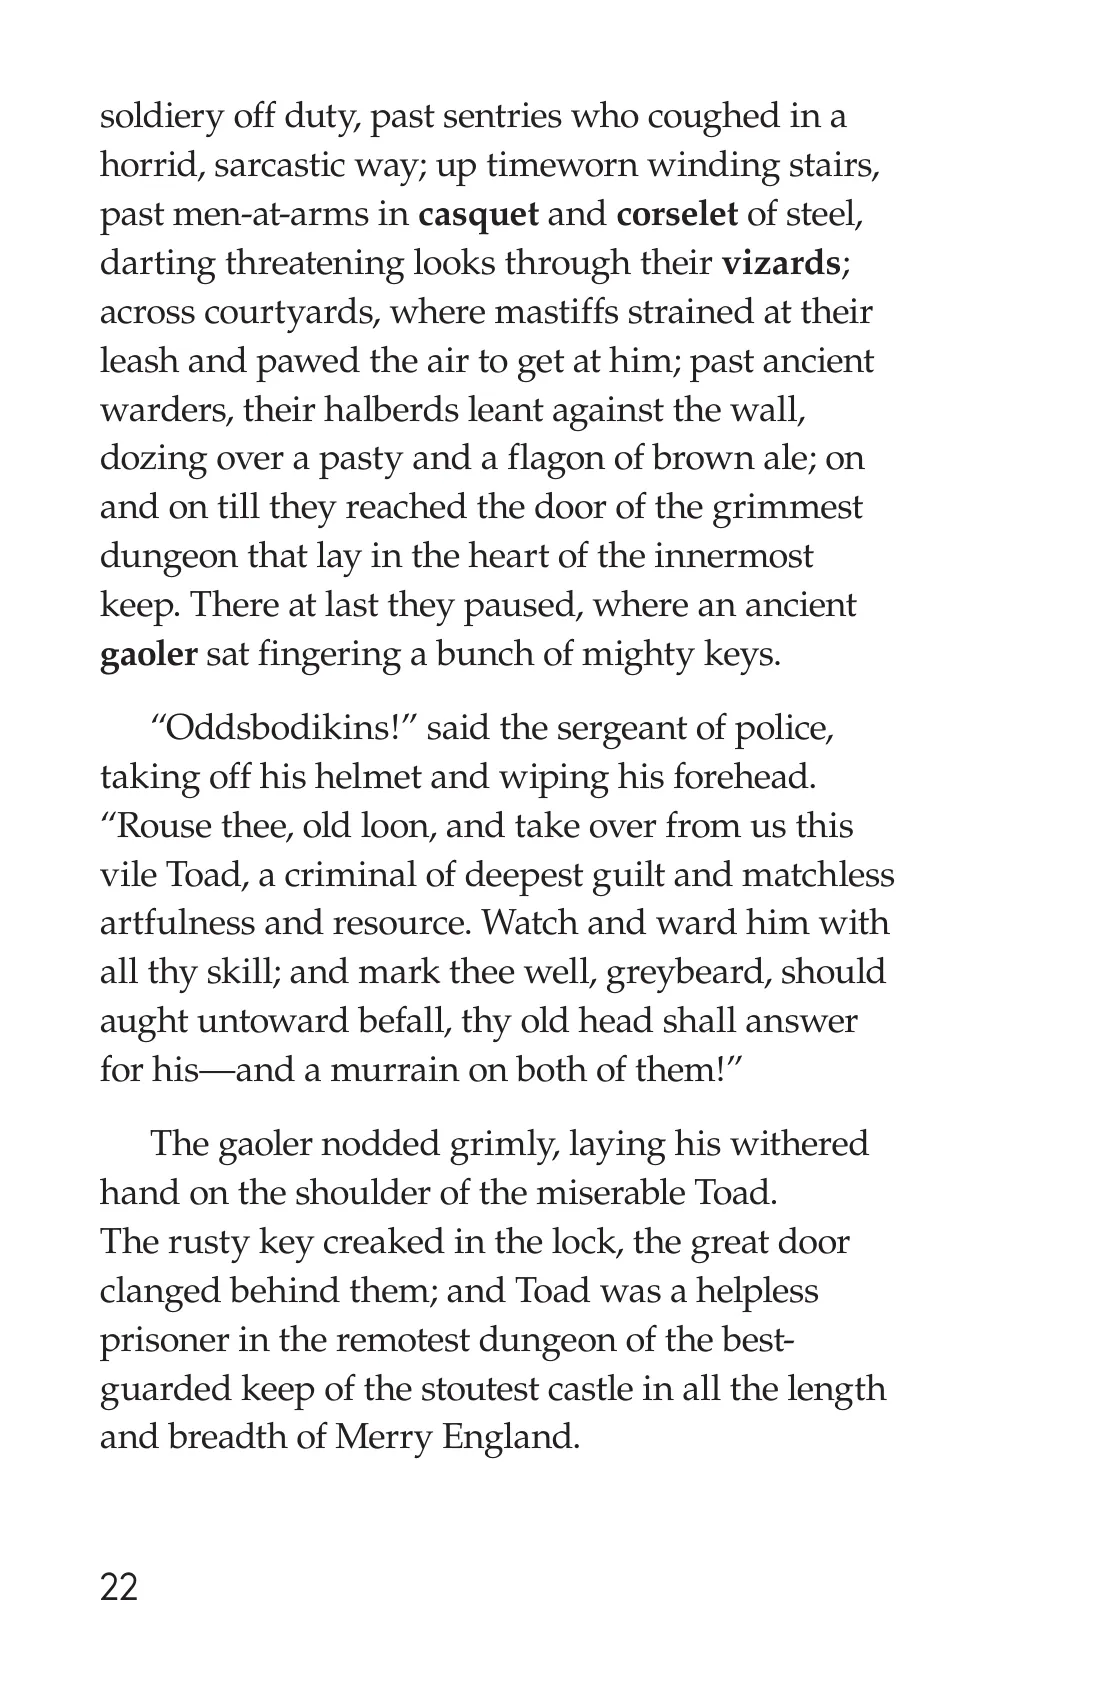 soldiery off duty, past sentries who coughed in a
horrid, sarcastic way; up timeworn winding stairs,
past men-at-arms in casquet and corselet of steel,
darting threatening looks through their vizards;
across courtyards, where mastiffs strained at their
leash and pawed the air to get at him; past ancient
warders, their halberds leant against the wall,
dozing over a pasty and a flagon of brown ale; on
and on till they reached the door of the grimmest
dungeon that lay in the heart of the innermost
keep. There at last they paused, where an ancient
gaoler sat fingering a bunch of mighty keys.
“Oddsbodikins!” said the sergeant of police,
taking off his helmet and wiping his forehead.
“Rouse thee, old loon, and take over from us this
vile Toad, a criminal of deepest guilt and matchless
artfulness and resource. Watch and ward him with
all thy skill; and mark thee well, greybeard, should
aught untoward befall, thy old head shall answer
for his—and a murrain on both of them!”
The gaoler nodded grimly, laying his withered
hand on the shoulder of the miserable Toad.
The rusty key creaked in the lock, the great door
clanged behind them; and Toad was a helpless
prisoner in the remotest dungeon of the best-
guarded keep of the stoutest castle in all the length
and breadth of Merry England.
22